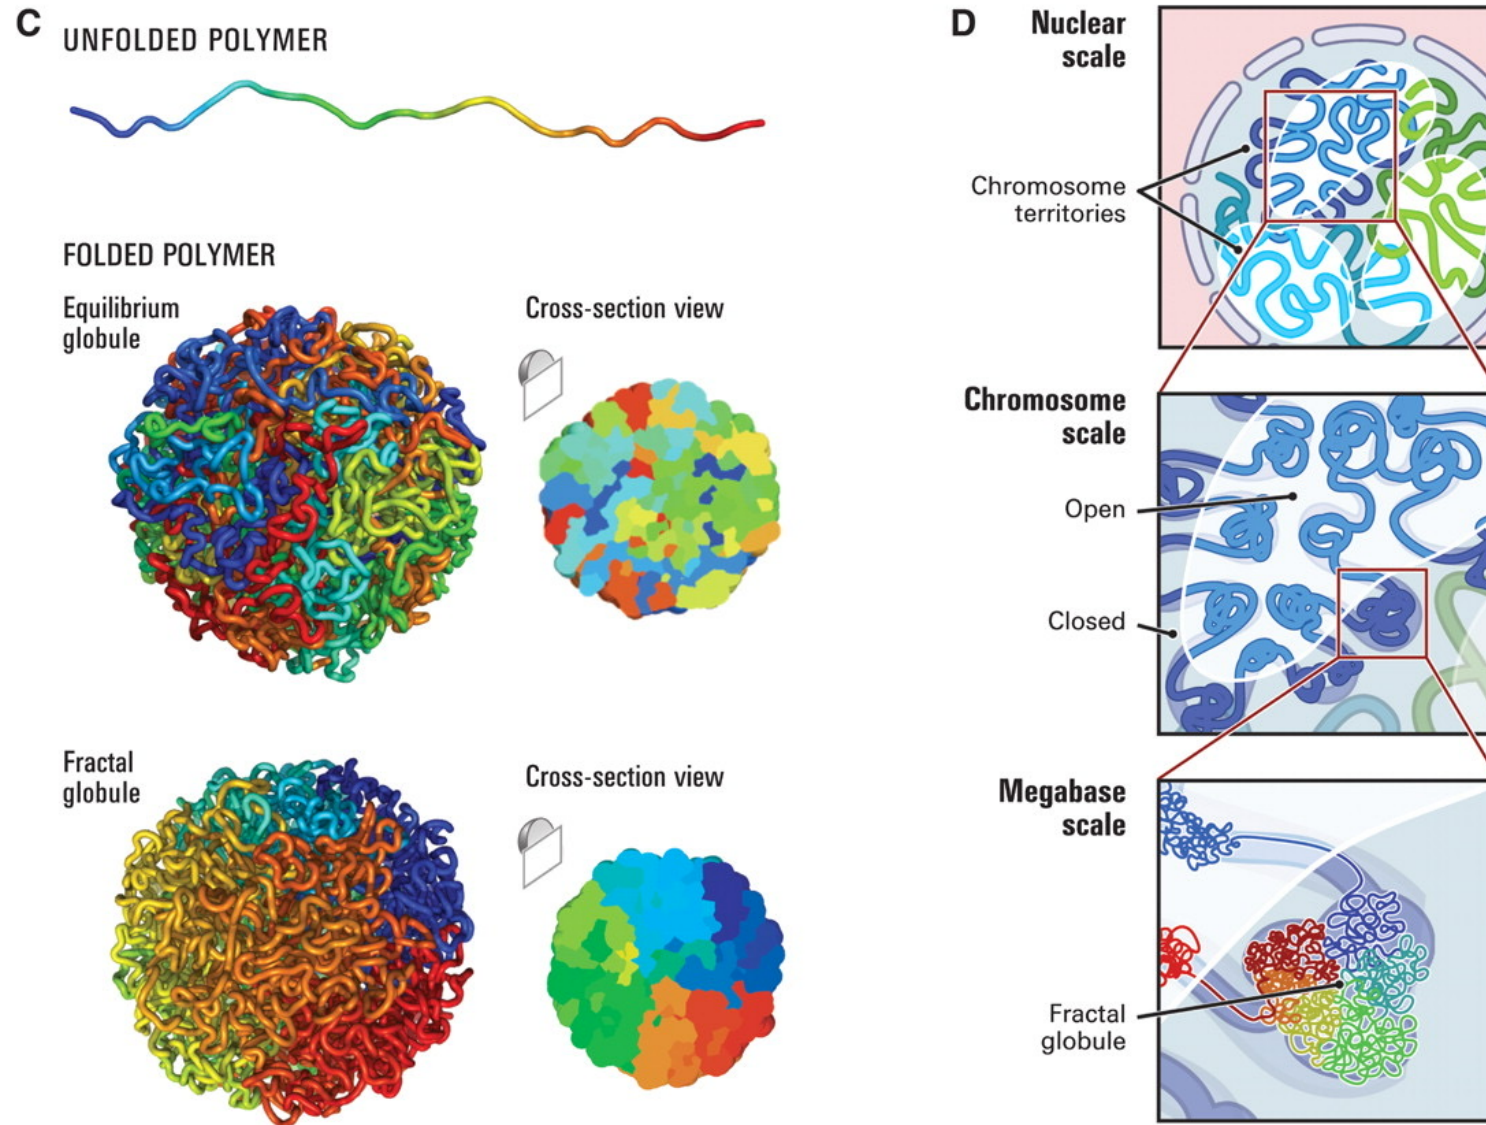 C
UNFOLDED POLYMER
FOLDED POLYMER
Equilibrium
globule
Cross-section view
Fractal
globule
Cross-section view
D
Nuclear
scale
Chromosome
territories
Chromosome
scale
Open
Closed
Megabase
scale
Fractal
globule